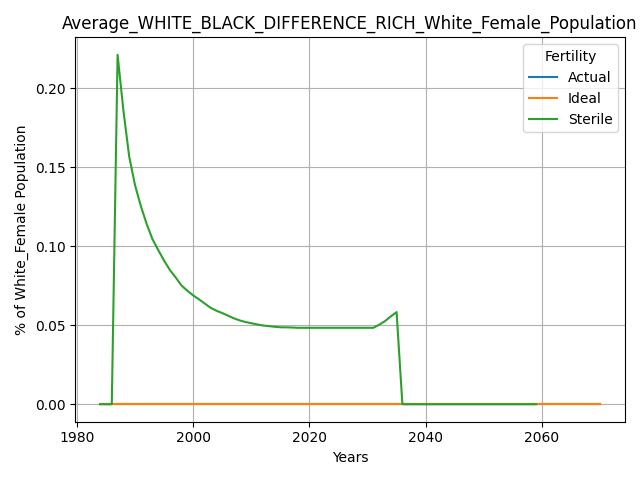 Average_WHITE_BLACK_DIFFERENCE_RICH_White_Female_Population
Fertility
Actual
Ideal
Sterile
% of White_Female Population
0.20
0.15
0.10
0.05
0.00
1980 2000 2020 2040 2060
Years